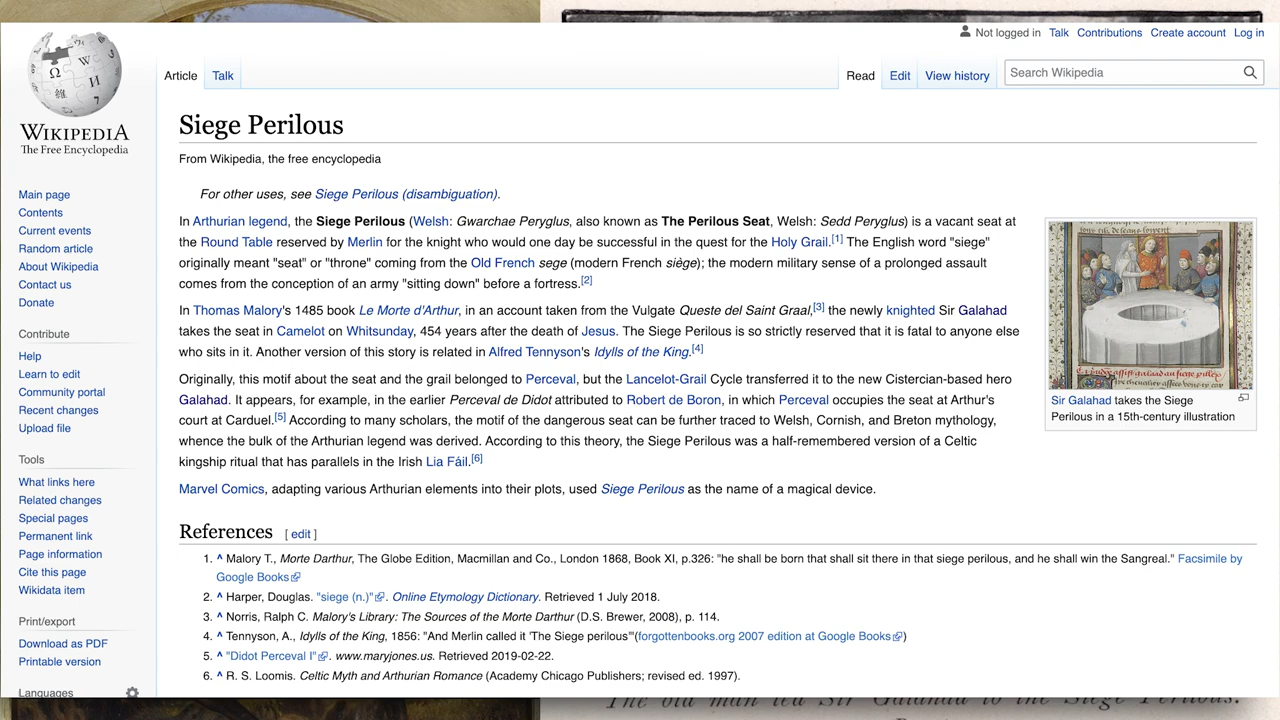 Not logged in Talk Contributions Create account Log in
Article Talk Read Edit View history Search Wikipedia
WIKIPEDIA
The Free Encyclopedia
Main page
Contents
Current events
Random article
About Wikipedia
Contact us
Donate
Contribute
Help
Learn to edit
Community portal
Recent changes
Upload file
Tools
What links here
Related changes
Special pages
Permanent link
Page information
Cite this page
Wikidata item
Print/export
Download as PDF
Printable version
Languages
Siege Perilous
From Wikipedia, the free encyclopedia
For other uses, see Siege Perilous (disambiguation).
In Arthurian legend, the Siege Perilous (Welsh: Gwarchae Peryglus, also known as The Perilous Seat, Welsh: Sedd Peryglus) is a vacant seat at
the Round Table reserved by Merlin for the knight who would one day be successful in the quest for the Holy Grail.[1] The English word "siege"
originally meant "seat" or "throne" coming from the Old French sege (modern French siège); the modern military sense of a prolonged assault
comes from the conception of an army "sitting down" before a fortress.[2]
In Thomas Malory's 1485 book Le Morte d'Arthur, in an account taken from the Vulgate Queste del Saint Graal,[3] the newly knighted Sir Galahad
takes the seat in Camelot on Whitsunday, 454 years after the death of Jesus. The Siege Perilous is so strictly reserved that it is fatal to anyone else
who sits in it. Another version of this story is related in Alfred Tennyson's Idylls of the King.[4]
Originally, this motif about the seat and the grail belonged to Perceval, but the Lancelot-Grail Cycle transferred it to the new Cistercian-based hero
Galahad. It appears, for example, in the earlier Perceval de Didot attributed to Robert de Boron, in which Perceval occupies the seat at Arthur's
court at Carduel.[5] According to many scholars, the motif of the dangerous seat can be further traced to Welsh, Cornish, and Breton mythology,
whence the bulk of the Arthurian legend was derived. According to this theory, the Siege Perilous was a half-remembered version of a Celtic
kingship ritual that has parallels in the Irish Lia Fáil.[6]
Marvel Comics, adapting various Arthurian elements into their plots, used Siege Perilous as the name of a magical device.
Sir Galahad takes the Siege
Perilous in a 15th-century illustration
References [ edit ]
1. ^ Malory T., Morte Darthur, The Globe Edition, Macmillan and Co., London 1868, Book XI, p.326: "he shall be born that shall sit there in that siege perilous, and he shall win the Sangreal." Facsimile by
Google Books
2. ^ Harper, Douglas. "siege (n.)". Online Etymology Dictionary. Retrieved 1 July 2018.
3. ^ Norris, Ralph C. Malory's Library: The Sources of the Morte Darthur (D.S. Brewer, 2008), p. 114.
4. ^ Tennyson, A., Idylls of the King, 1856: "And Merlin called it 'The Siege perilous'"(forgottenbooks.org 2007 edition at Google Books)
5. ^ "Didot Perceval I". www.maryjones.us. Retrieved 2019-02-22.
6. ^ R. S. Loomis. Celtic Myth and Arthurian Romance (Academy Chicago Publishers; revised ed. 1997).
The old man led Sir Galahad to the Siege Perilous.